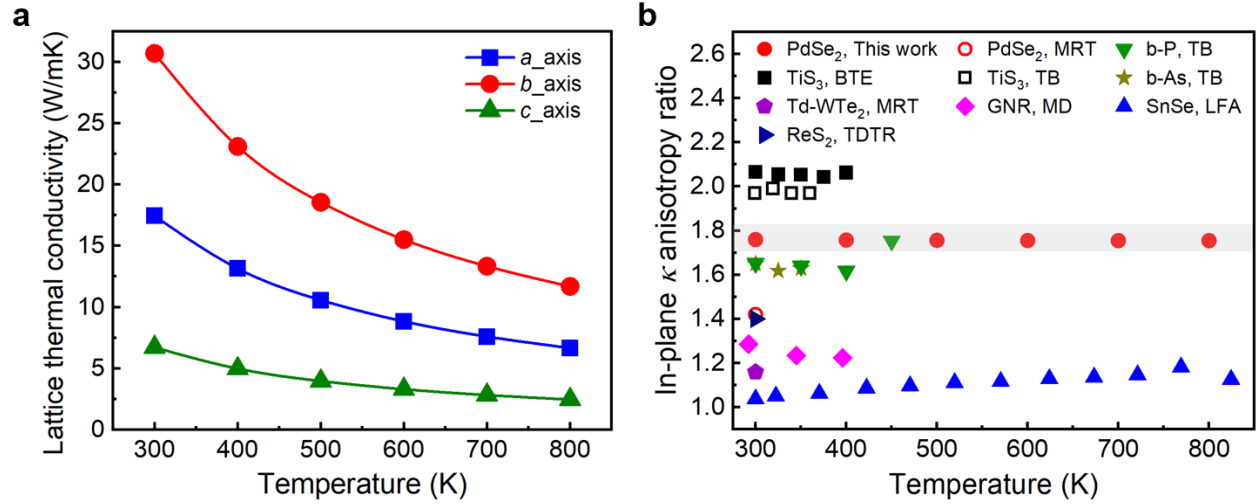 a
Lattice thermal conductivity (W/mK)
30
25
20
15
10
5
0
a_axis
b_axis
c_axis
300 400 500 600 700 800
Temperature (K)
b
In-plane κ anisotropy ratio
2.6
2.4
2.2
2.0
1.8
1.6
1.4
1.2
1.0
PdSe₂, This work PdSe₂, MRT b-P, TB
TiS₃, BTE TiS₃, TB b-As, TB
Td-WTe₂, MRT GNR, MD SnSe, LFA
ReS₂, TDTR
300 400 500 600 700 800
Temperature (K)